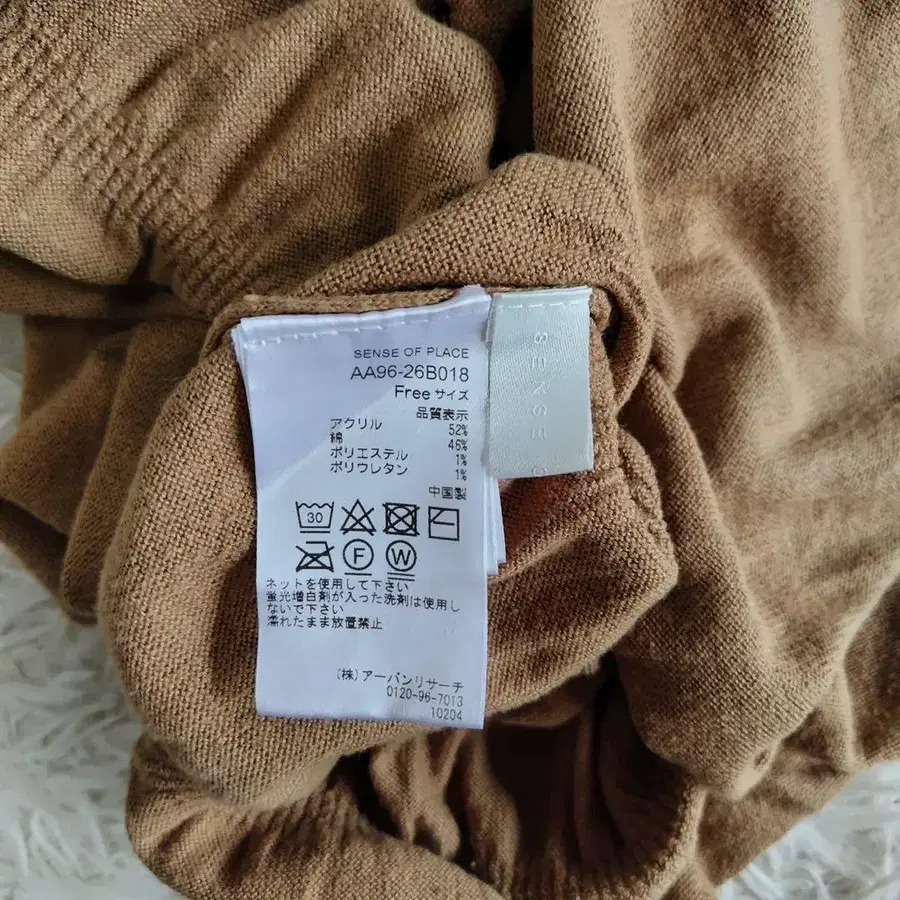 SENSE OF PLACE
AA96-26B018
Free サイズ
品質表示
アクリル 52%
綿 46%
ポリエステル 1%
ポリウレタン 1%
中国製
30
F W
ネットを使用して下さい
蛍光増白剤が入った洗剤は使用し
ないで下さい
濡れたまま放置禁止
(株)アーバンリサーチ
0120-96-7013
10204
SENSE